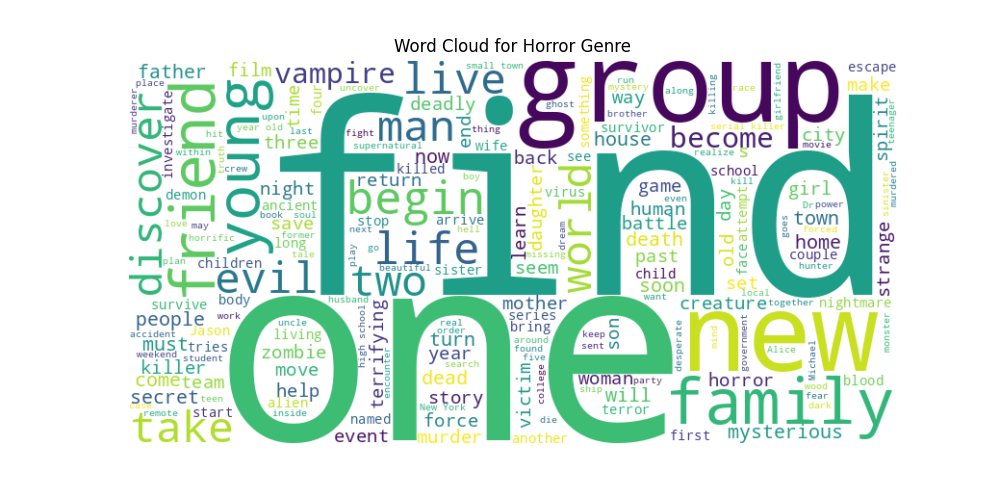 Word Cloud for Horror Genre
father
film
vampire
live
group
escape
small town
place
uncover
time
four
deadly
run
mystery
along
killing
race
girlfriend
make
murderer
discover
investigate
friend
hit
within
truth
crew
young
upon
year old
last
three
fight
supernatural
man
end
thing
wife
ghost
something
brother
way
survivor
house
become
serial killer
movie
city
spirit
teenager
find
demon
book
soul
night
ancient
now
killed
return
boy
back
see
virus
realize
s
school
kill
girl
sinister
murdered
love
may
plan
horrific
save
former
tale
long
begin
stop
arrive
next
hell
learn
daughter
missing
dream
world
game
even
human
battle
death
past
old
day
face
attempt
Dr
power
forced
goes
town
home
couple
hunter
strange
children
evil
body
play
go
life
beautiful
sister
two
seem
child
soon
want
set
local
together
survive
work
husband
mother
series
bring
creature
nightmare
people
accident
weekend
Jason
must
tries
student
killer
uncle
living
zombie
move
help
alien
inside
high school
encounter
terrifying
real
order
turn
year
search
dead
story
one
around
found
five
college
victim
keep
sent
son
woman
party
ship
will
terror
desperate
mind
government
new
Alice
Michael
wood
fear
dark
monster
horror
blood
family
come
team
secret
teen
remote
case
start
take
event
named
New York
force
murder
die
another
first
mysterious